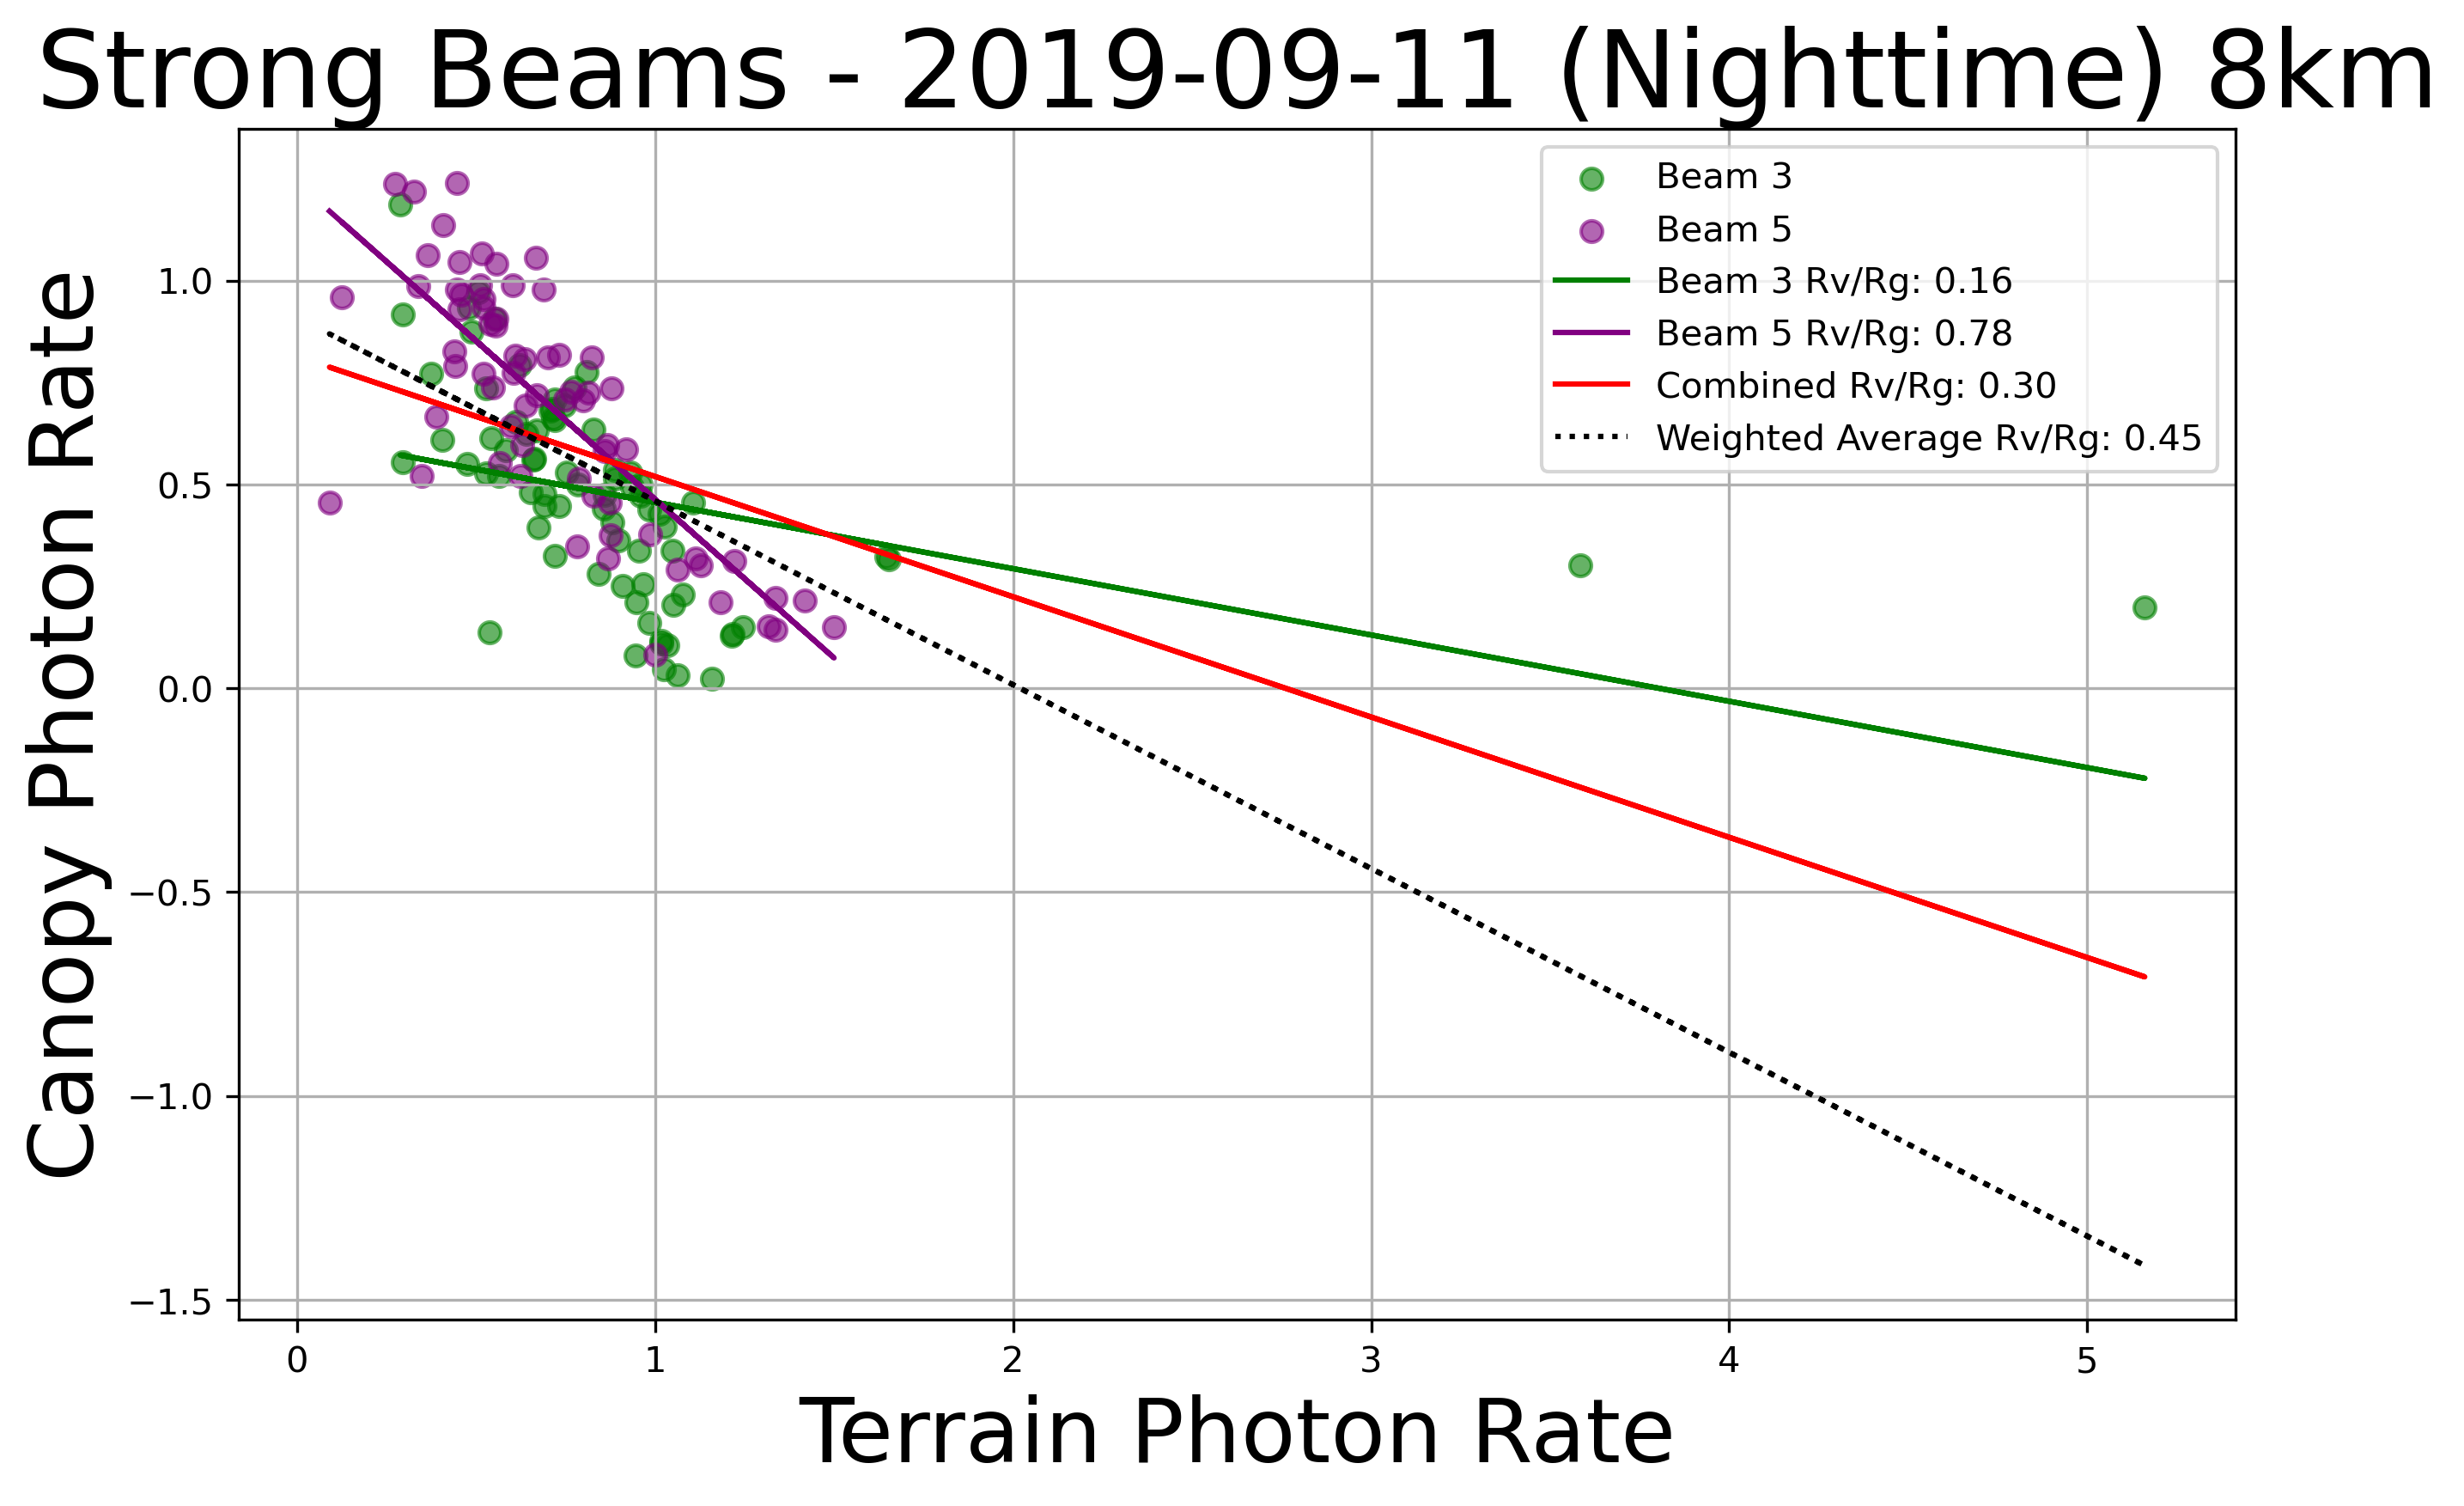 Strong Beams - 2019-09-11 (Nighttime) 8km
Beam 3
Beam 5
Beam 3 Rv/Rg: 0.16
Beam 5 Rv/Rg: 0.78
Combined Rv/Rg: 0.30
Weighted Average Rv/Rg: 0.45
Canopy Photon Rate
1.0
0.5
0.0
−0.5
−1.0
−1.5
0 1 2 3 4 5
Terrain Photon Rate